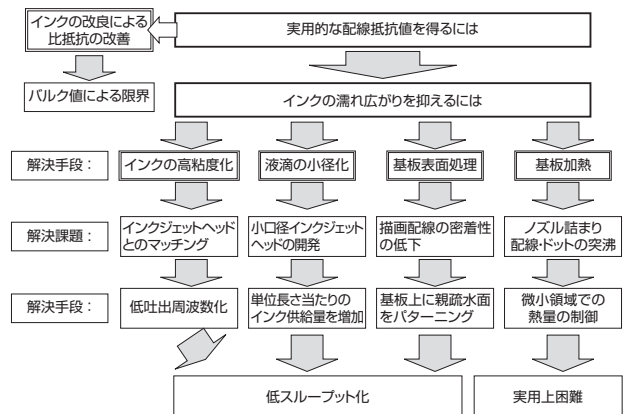 インクの改良による
比抵抗の改善
実用的な配線抵抗値を得るには
バルク値による限界
インクの濡れ広がりを抑えるには
解決手段：
インクの高粘度化
液滴の小径化
基板表面処理
基板加熱
解決課題：
インクジェットヘッド
とのマッチング
小口径インクジェット
ヘッドの開発
描画配線の密着性
の低下
ノズル詰まり
配線・ドットの突沸
解決手段：
低吐出周波数化
単位長さ当たりの
インク供給量を増加
基板上に親疎水面
をパターニング
微小領域での
熱量の制御
低スループット化
実用上困難